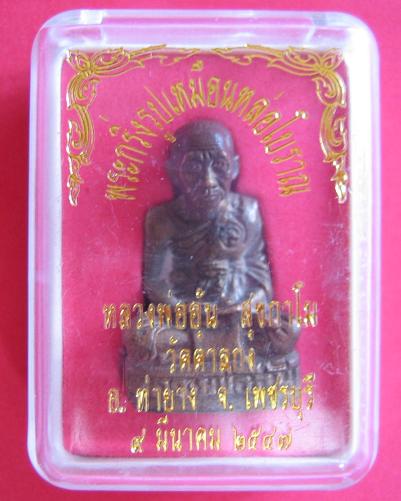 พระกริ่งรูปเหมือนหล่อโบราณ
หลวงพ่ออุ้น สุขกาโม
วัดตาลกง
อ. ท่ายาง จ. เพชรบุรี
๙ มีนาคม ๒๕๔๗